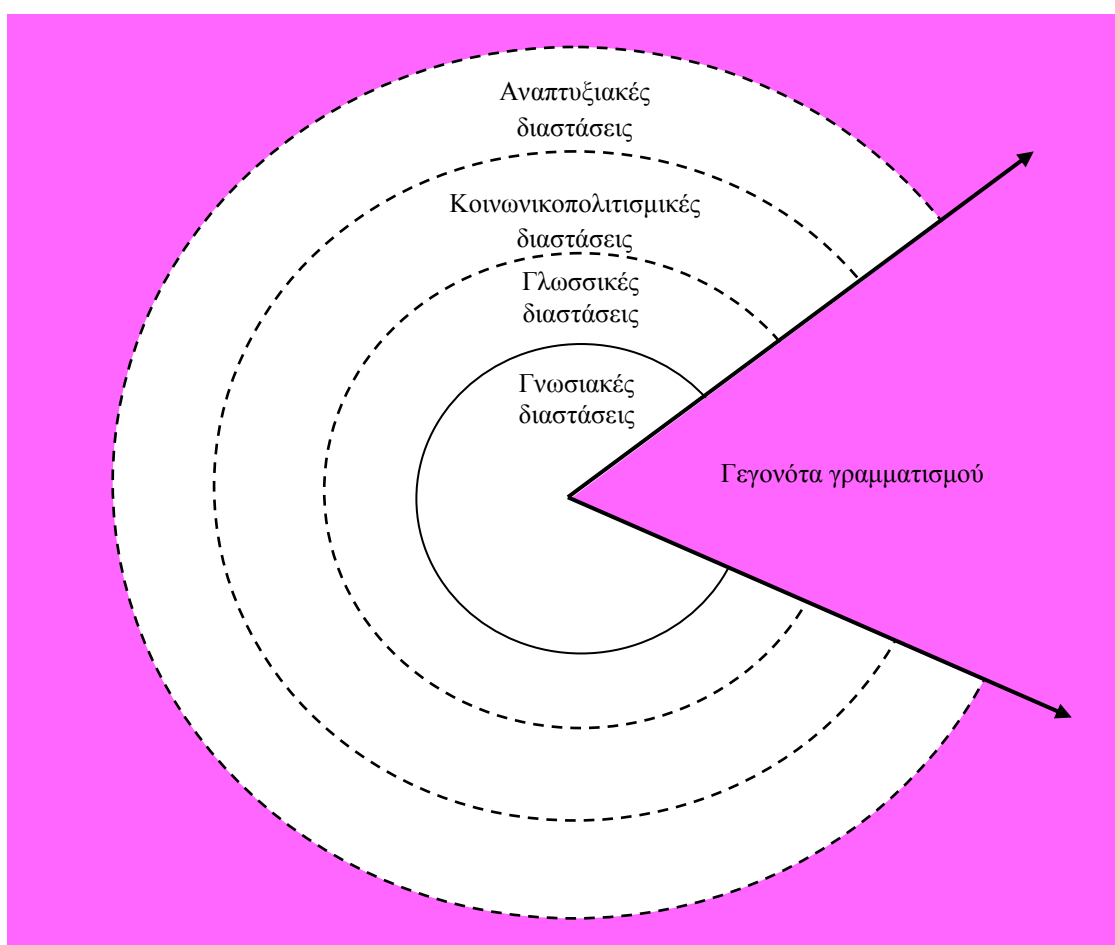 Αναπτυξιακές
διαστάσεις
Κοινωνικοπολιτισμικές
διαστάσεις
Γλωσσικές
διαστάσεις
Γνωσιακές
διαστάσεις
Γεγονότα γραμματισμού